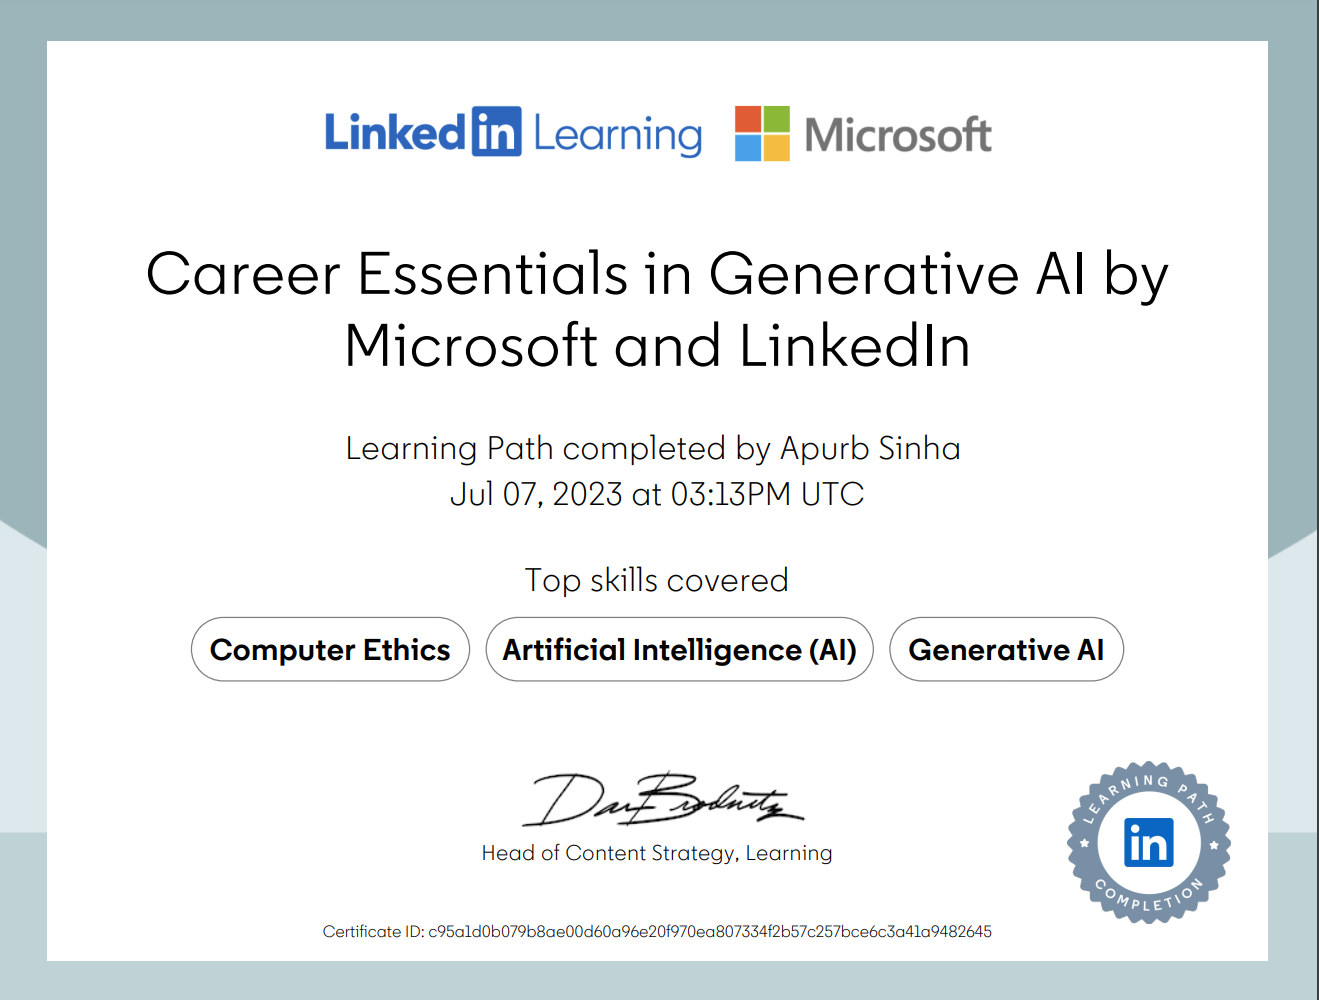 LinkedIn Learning Microsoft
Career Essentials in Generative AI by
Microsoft and LinkedIn
Learning Path completed by Apurb Sinha
Jul 07, 2023 at 03:13PM UTC
Top skills covered
Computer Ethics Artificial Intelligence (AI) Generative AI
Dan Brodnitz
Head of Content Strategy, Learning
LEARNING PATH
in
COMPLETION
Certificate ID: c95a1d0b079b8ae00d60a96e20f970ea807334f2b57c257bce6c3a41a9482645